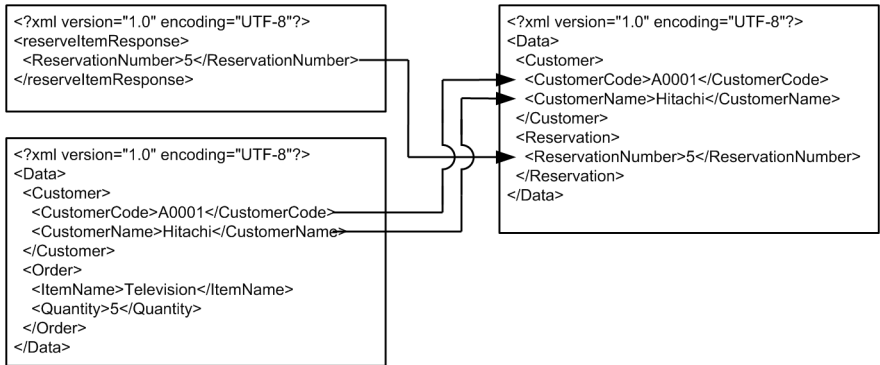 <?xml version="1.0" encoding="UTF-8"?>
<reserveItemResponse>
<ReservationNumber>5</ReservationNumber>
</reserveItemResponse>
<?xml version="1.0" encoding="UTF-8"?>
<Data>
<Customer>
<CustomerCode>A0001</CustomerCode>
<CustomerName>Hitachi</CustomerName>
</Customer>
<Order>
<ItemName>Television</ItemName>
<Quantity>5</Quantity>
</Order>
</Data>
<?xml version="1.0" encoding="UTF-8"?>
<Data>
<Customer>
<CustomerCode>A0001</CustomerCode>
<CustomerName>Hitachi</CustomerName>
</Customer>
<Reservation>
<ReservationNumber>5</ReservationNumber>
</Reservation>
</Data>